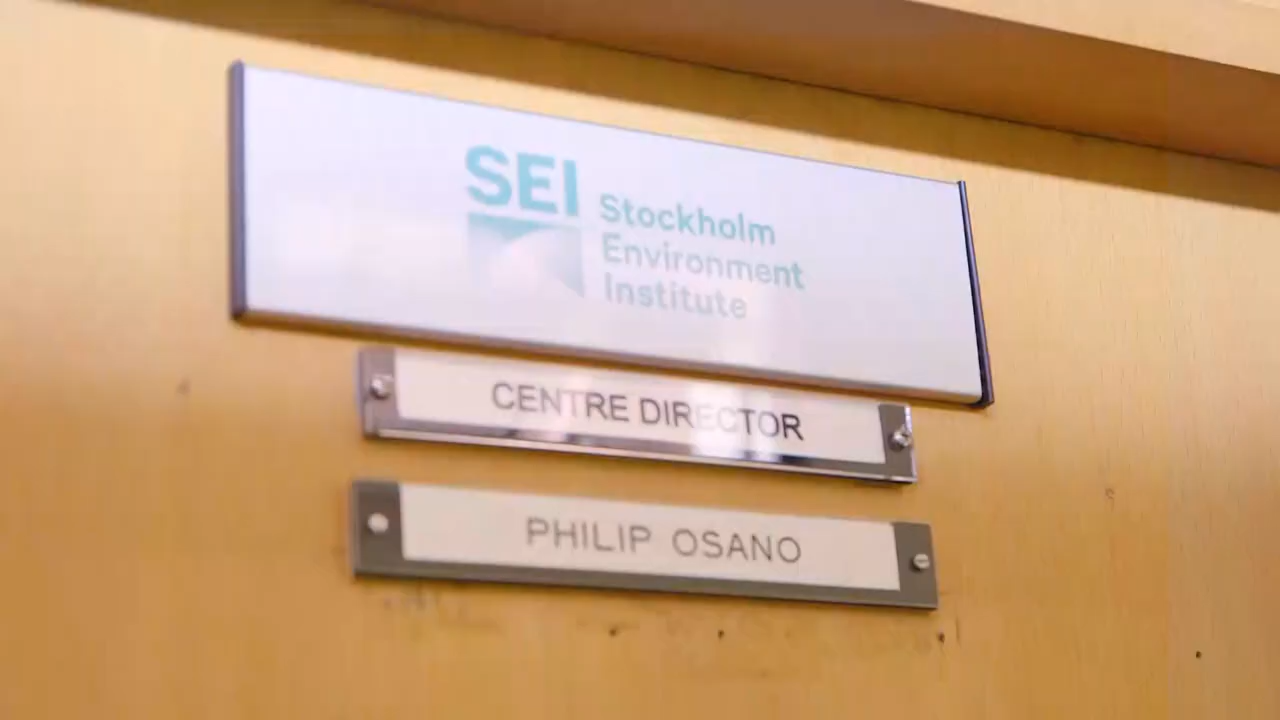 SEI
Stockholm
Environment
Institute
CENTRE DIRECTOR
PHILIP OSANO